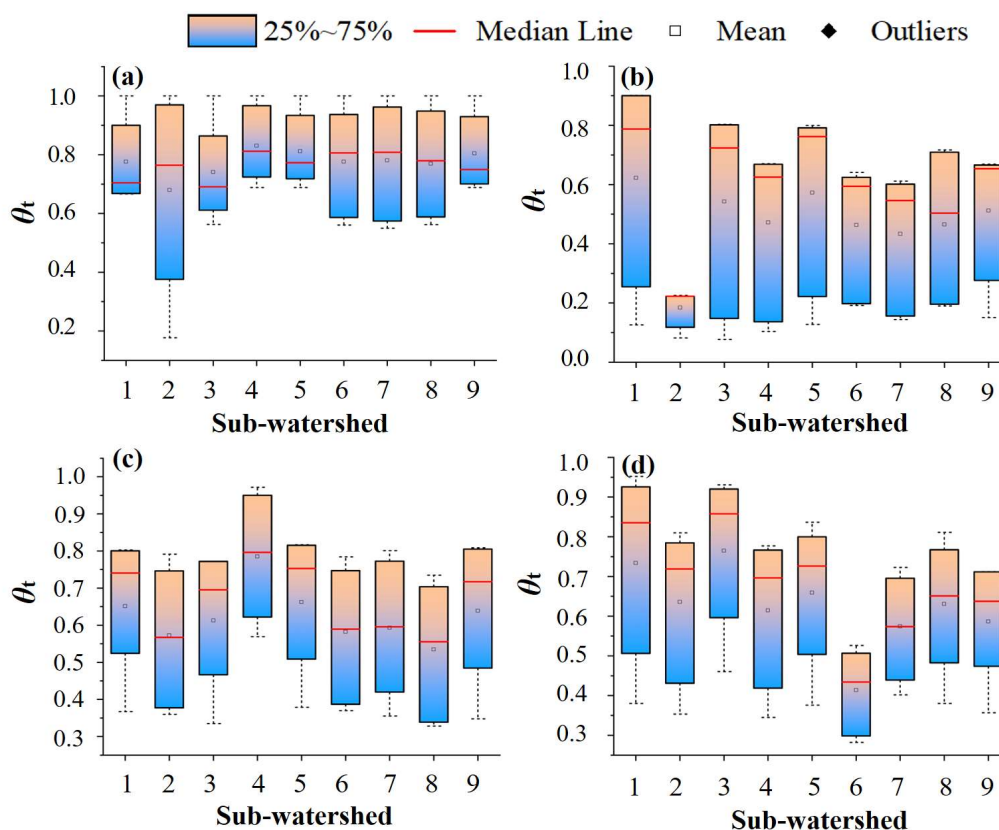 25%~75% Median Line Mean Outliers
(a)
1.0
0.8
0.6
0.4
0.2
θt
1 2 3 4 5 6 7 8 9
Sub-watershed
(b)
1.0
0.8
0.6
0.4
0.2
0.0
θt
1 2 3 4 5 6 7 8 9
Sub-watershed
(c)
1.0
0.9
0.8
0.7
0.6
0.5
0.4
0.3
θt
1 2 3 4 5 6 7 8 9
Sub-watershed
(d)
1.0
0.9
0.8
0.7
0.6
0.5
0.4
0.3
θt
1 2 3 4 5 6 7 8 9
Sub-watershed